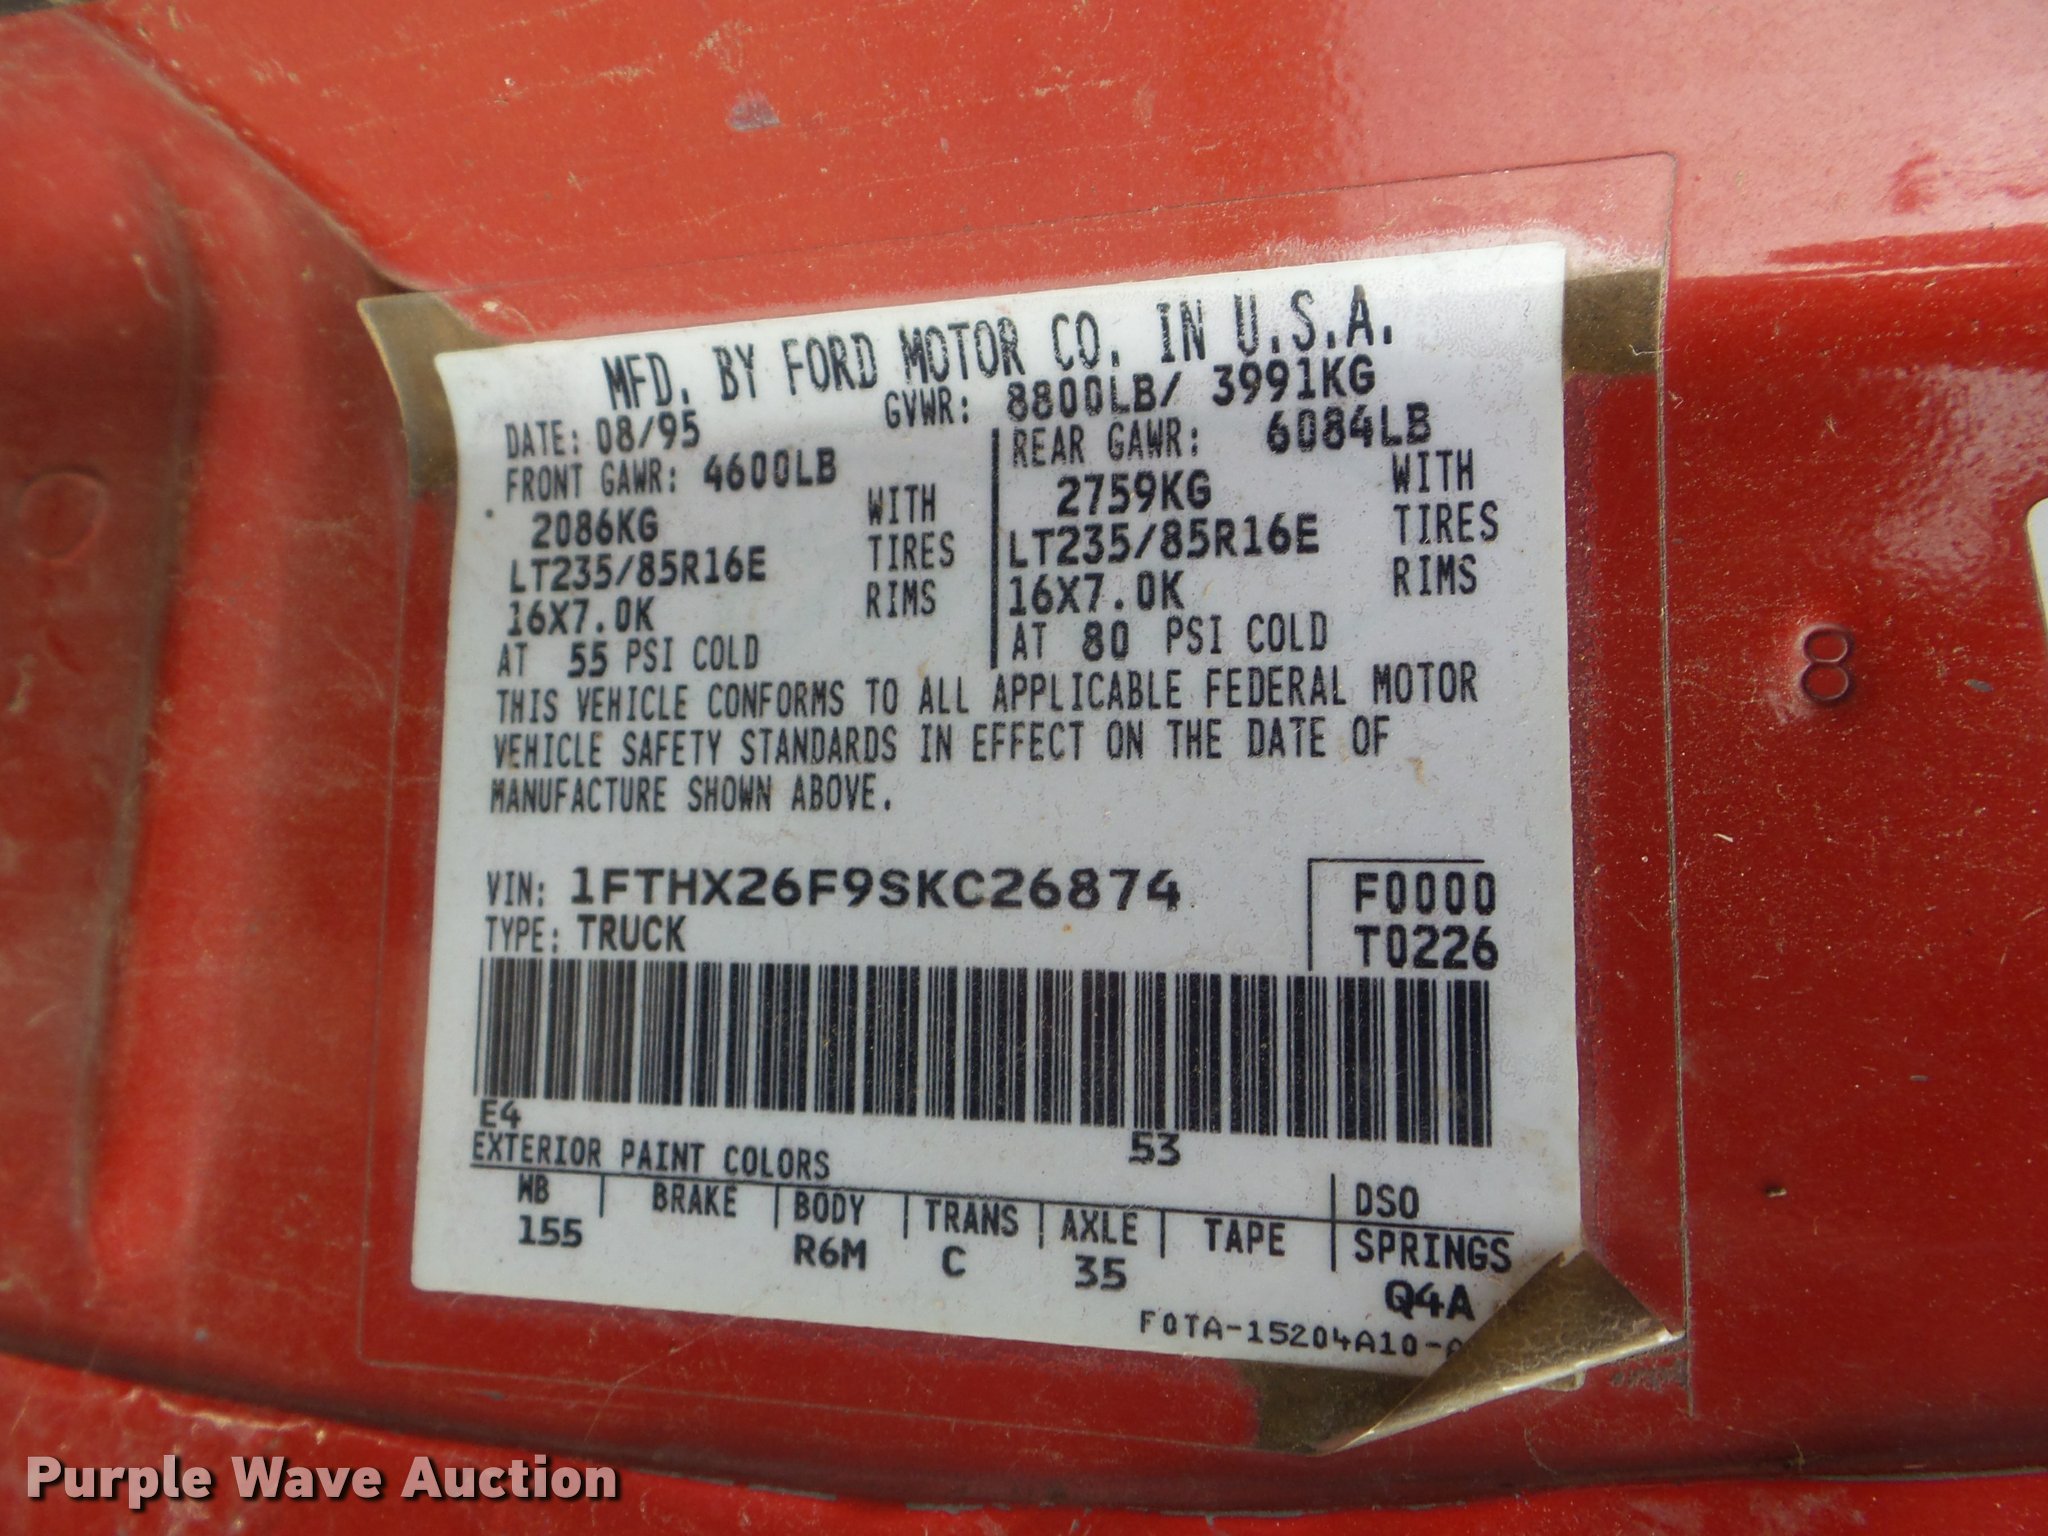 MFD. BY FORD MOTOR CO. IN U.S.A.
DATE: 08/95 GVWR: 8800LB/ 3991KG
FRONT GAWR: 4600LB REAR GAWR: 6084LB
2086KG WITH 2759KG WITH
LT235/85R16E TIRES LT235/85R16E TIRES
16X7.0K RIMS 16X7.0K RIMS
AT 55 PSI COLD AT 80 PSI COLD
THIS VEHICLE CONFORMS TO ALL APPLICABLE FEDERAL MOTOR
VEHICLE SAFETY STANDARDS IN EFFECT ON THE DATE OF
MANUFACTURE SHOWN ABOVE.
VIN: 1FTHX26F9SKC26874 F0000
TYPE: TRUCK T0226
E4 53
EXTERIOR PAINT COLORS DSO
WB BRAKE BODY TRANS AXLE TAPE SPRINGS
155 R6M C 35 Q4A
8
Purple Wave Auction